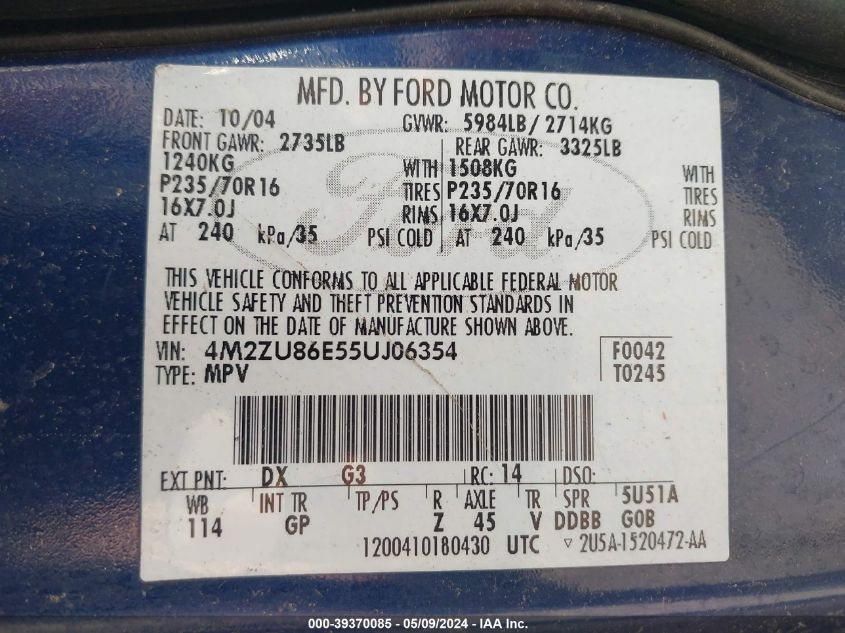 MFD. BY FORD MOTOR CO.
DATE: 10/04 GVWR: 5984LB/ 2714KG
FRONT GAWR: 2735LB REAR GAWR: 3325LB
1240KG WITH 1508KG WITH
P235/70R16 TIRES P235/70R16 TIRES
16X7.0J RIMS 16X7.0J RIMS
AT 240 kPa/35 PSI COLD AT 240 kPa/35 PSI COLD
Ford
THIS VEHICLE CONFORMS TO ALL APPLICABLE FEDERAL MOTOR
VEHICLE SAFETY AND THEFT PREVENTION STANDARDS IN
EFFECT ON THE DATE OF MANUFACTURE SHOWN ABOVE.
VIN: 4M2ZU86E55UJ06354 F0042
TYPE: MPV T0245
EXT PNT: DX G3 RC: 14 DSO:
WB INT TR TP/PS R AXLE TR SPR 5U51A
114 GP Z 45 V DDBB GOB
1200410180430 UTC ▽ 2U5A-1520472-AA
000-39370085 - 05/09/2024 - IAA Inc.